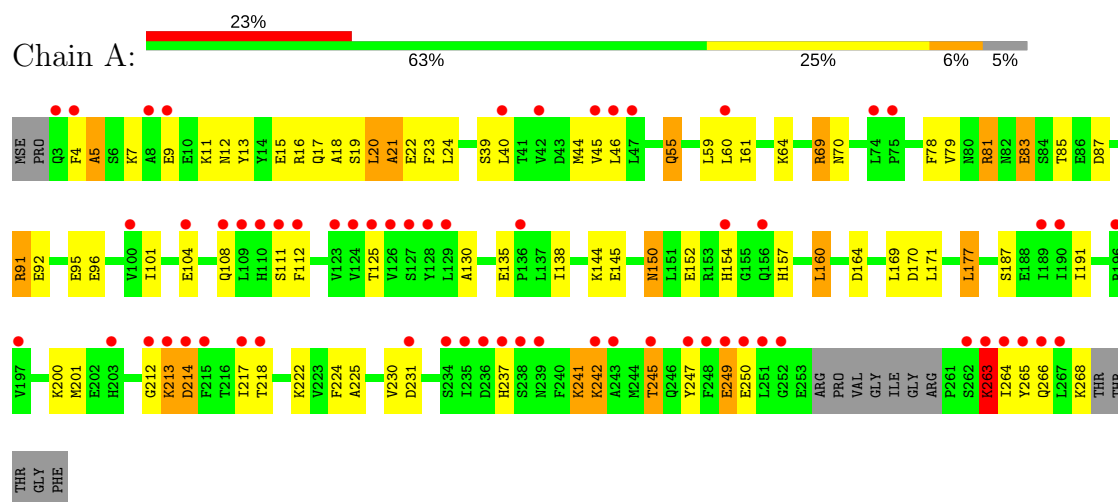 23%
Chain A:
63% 25% 6% 5%
MSE PRO Q3 F4 A5 S6 K7 A8 E9 E10 K11 N12 Y13 Y14 E15 R16 Q17 A18 S19 L20 A21 E22 F23 L24 S39 L40 T41 V42 D43 M44 V45 L46 L47 Q55 L59 L60 I61 K64 R69 N70 L74 P75 F78 V79 N80 R81 N82 E83 S84 T85 E86 D87
R91 E92 E95 E96 V100 I101 E104 Q108 L109 H110 S111 F112 V123 V124 T125 V126 S127 Y128 L129 A130 E135 P136 L137 I138 K144 E145 N150 L151 E152 R153 H154 G155 Q156 H157 L160 D164 L169 D170 L171 L177 S187 E188 I189 I190 I191
V197 K200 M201 E202 H203 G212 K213 D214 F215 T216 I217 T218 K222 V223 F224 A225 V230 D231 S234 I235 D236 H237 S238 N239 F240 K241 K242 A243 M244 T245 Q246 Y247 F248 E249 E250 L251 G252 E253 ARG PRO VAL GLY ILE GLY ARG P261 S262 K263 I264 Y265 Q266 L267 K268 THR THR
THR GLY PHE